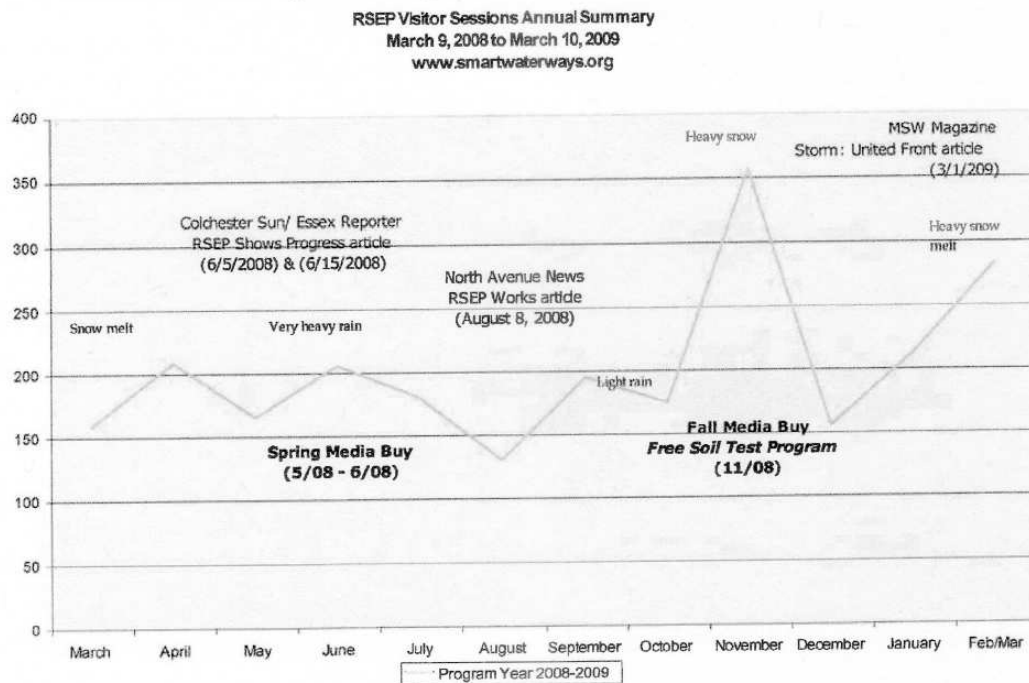 RSEP Visitor Sessions Annual Summary
March 9, 2008 to March 10, 2009
www.smartwaterways.org
400
350
300
250
200
150
100
50
0
Heavy snow
MSW Magazine
Storm: United Front article
(3/1/209)
Colchester Sun/ Essex Reporter
RSEP Shows Progress article
(6/5/2008) & (6/15/2008)
Heavy snow
melt
North Avenue News
RSEP Works article
(August 8, 2008)
Snow melt
Very heavy rain
Light rain
Spring Media Buy
(5/08 - 6/08)
Fall Media Buy
Free Soil Test Program
(11/08)
March April May June July August September October November December January Feb/Mar
Program Year 2008-2009